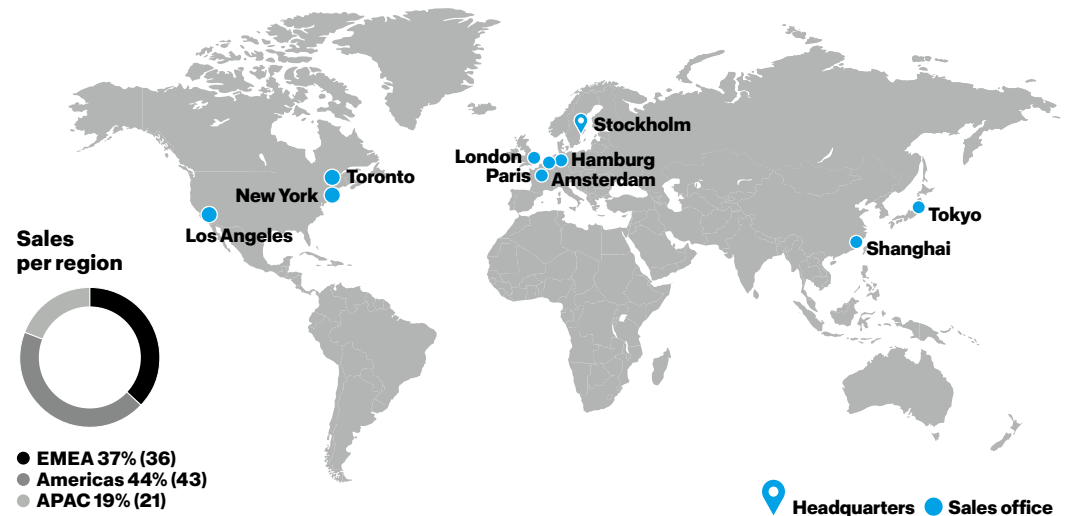 Stockholm
London
Hamburg
Paris
Amsterdam
Toronto
New York
Los Angeles
Tokyo
Shanghai
Sales
per region
EMEA 37% (36)
Americas 44% (43)
APAC 19% (21)
Headquarters
Sales office